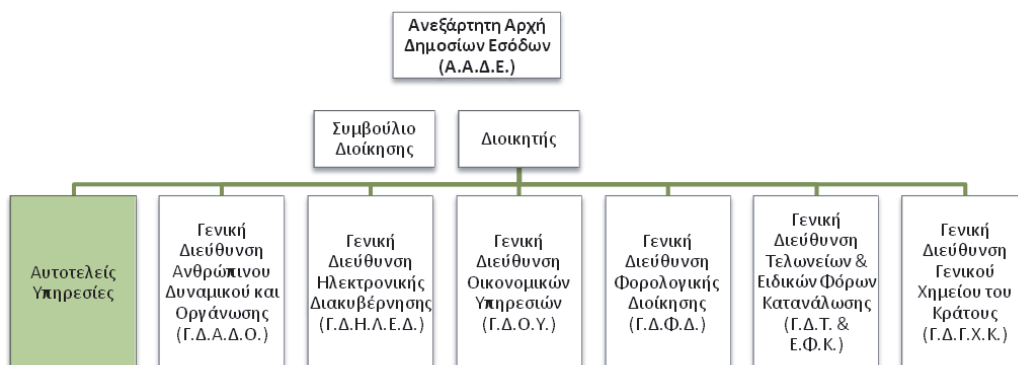 Ανεξάρτητη Αρχή
Δημοσίων Εσόδων
(Α.Α.Δ.Ε.)
Συμβούλιο
Διοίκησης
Διοικητής
Αυτοτελείς
Υπηρεσίες
Γενική
Διεύθυνση
Ανθρώπινου
Δυναμικού και
Οργάνωσης
(Γ.Δ.Α.Δ.Ο.)
Γενική
Διεύθυνση
Ηλεκτρονικής
Διακυβέρνησης
(Γ.Δ.Η.Λ.Ε.Δ.)
Γενική
Διεύθυνση
Οικονομικών
Υπηρεσιών
(Γ.Δ.Ο.Υ.)
Γενική
Διεύθυνση
Φορολογικής
Διοίκησης
(Γ.Δ.Φ.Δ.)
Γενική
Διεύθυνση
Τελωνείων &
Ειδικών Φόρων
Κατανάλωσης
(Γ.Δ.Τ. &
Ε.Φ.Κ.)
Γενική
Διεύθυνση
Γενικού
Χημείου του
Κράτους
(Γ.Δ.Γ.Χ.Κ.)